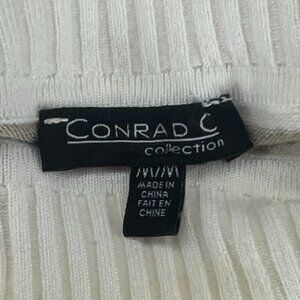 CONRAD C
collection
M/M
MADE IN
CHINA
FAIT EN
CHINE